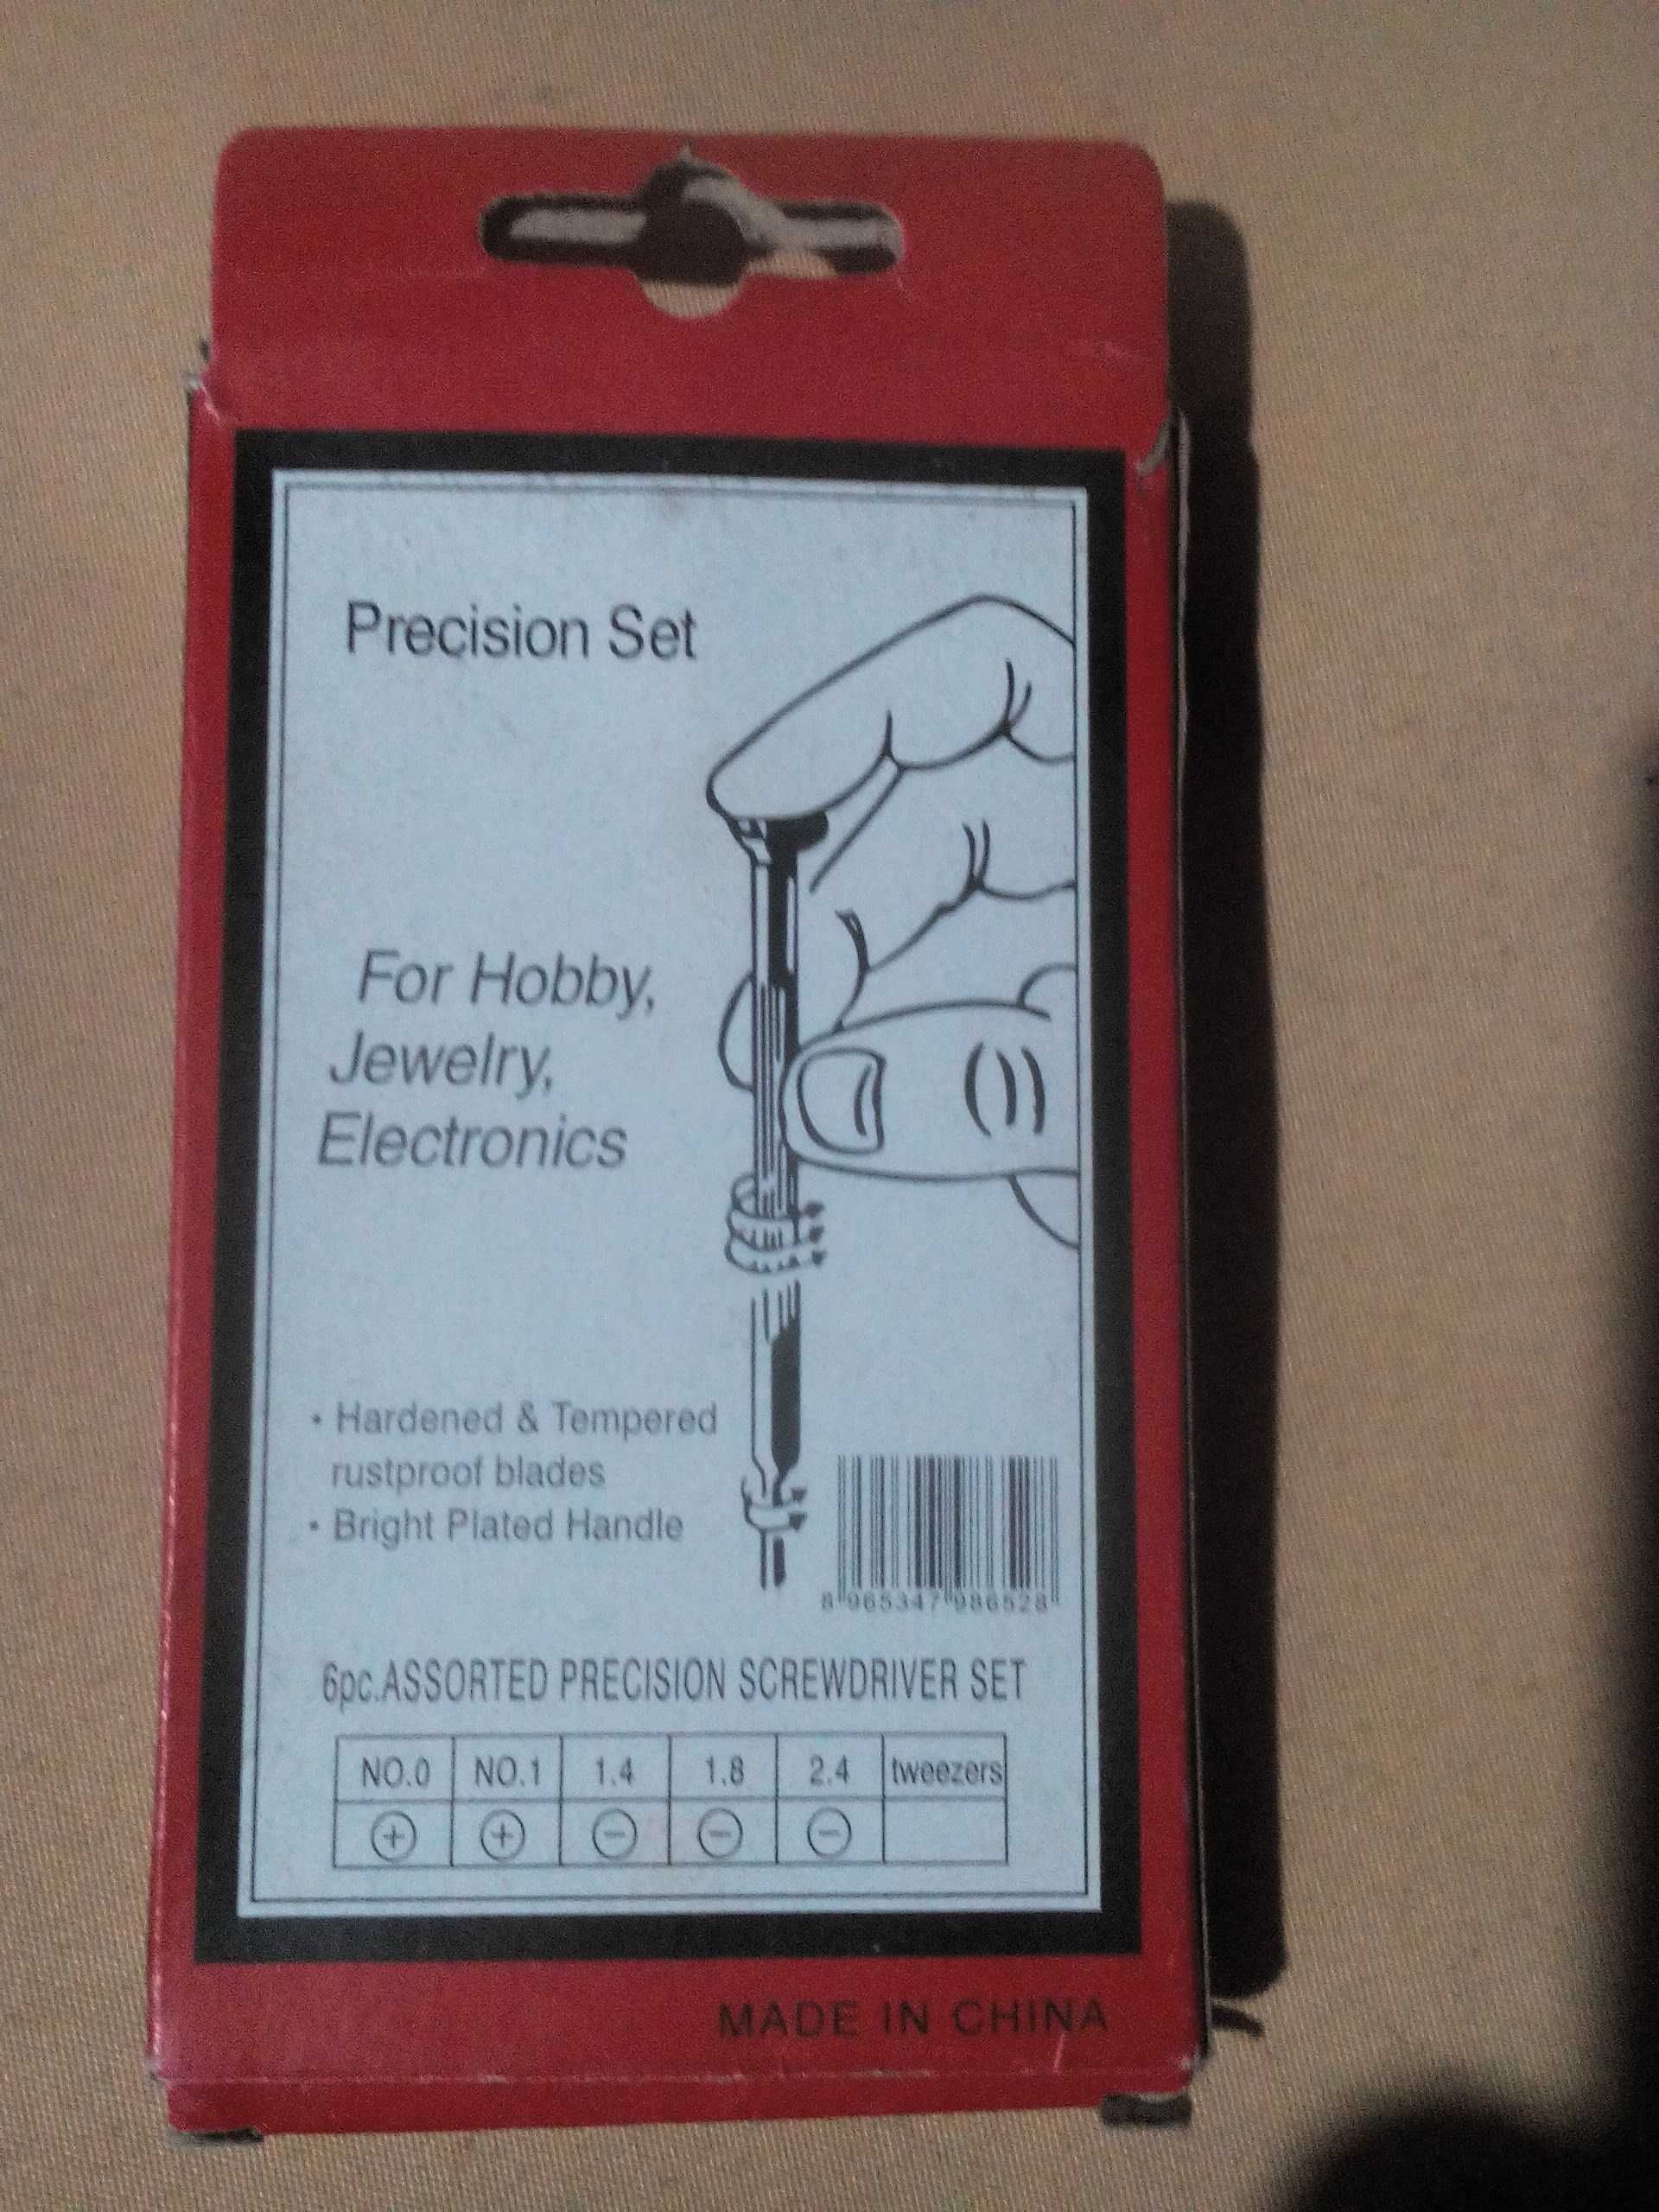 Precision Set
For Hobby,
Jewelry,
Electronics
• Hardened & Tempered
rustproof blades
• Bright Plated Handle
8 965347 986528
6pc.ASSORTED PRECISION SCREWDRIVER SET
NO.0 NO.1 1.4 1.8 2.4 tweezers
+ + − − −
MADE IN CHINA